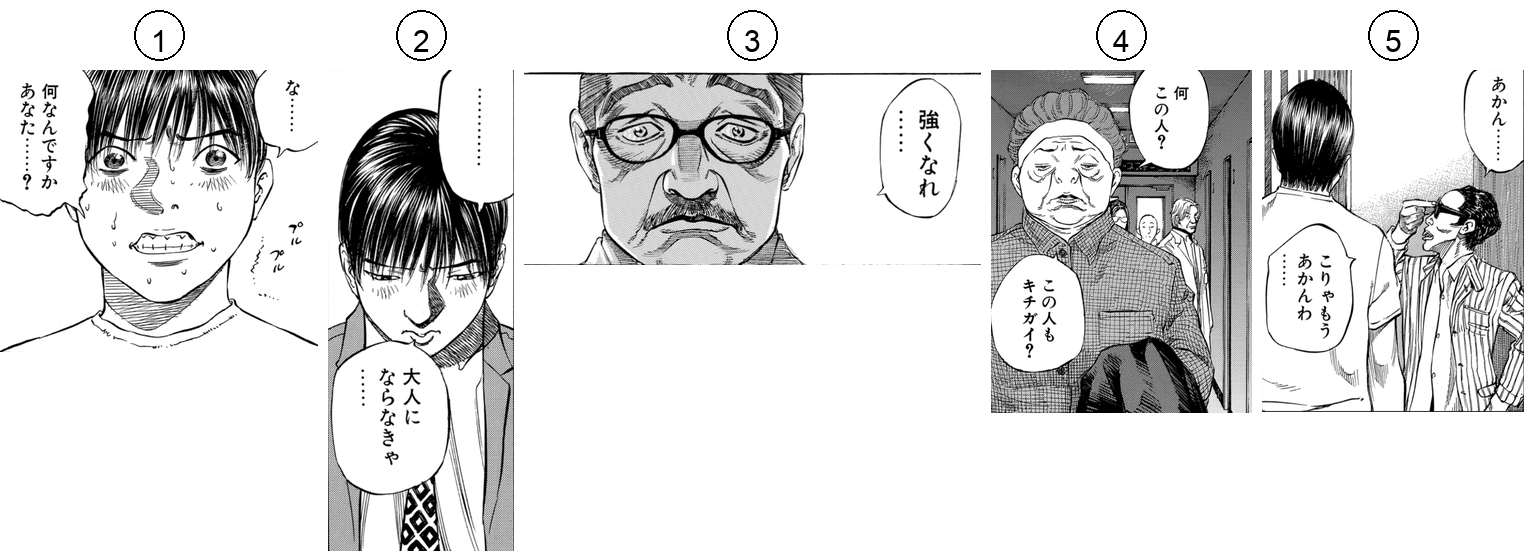 1
な……
何なんですか
あなた……？
プル
プル
2
…………
大人に
ならなきゃ
……
3
強くなれ
……
4
何
この人？
この人も
キチガイ？
5
あかん……
こりゃもう
あかんわ
……